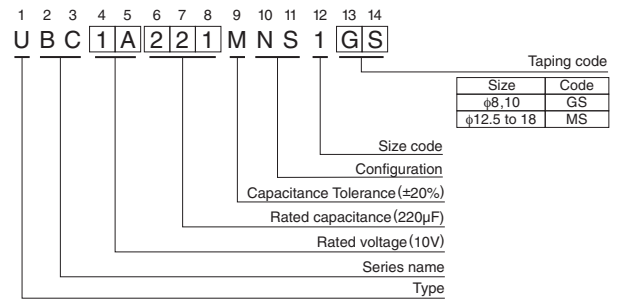 1 2 3 4 5 6 7 8 9 10 11 12 13 14
U B C 1 A 2 2 1 M N S 1 G S
Taping code
Size Code
ϕ8,10 GS
ϕ12.5 to 18 MS
Size code
Configuration
Capacitance Tolerance (±20%)
Rated capacitance (220µF)
Rated voltage (10V)
Series name
Type